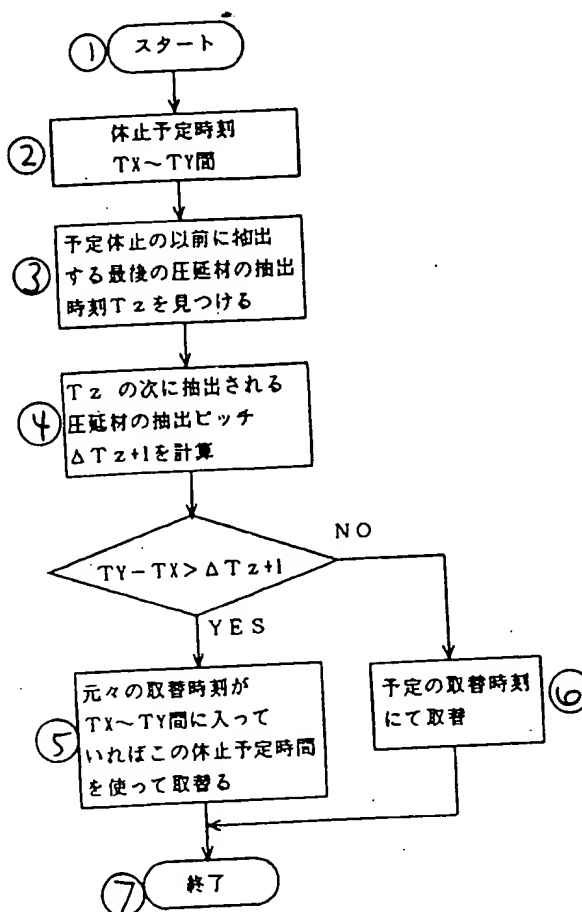 ① スタート
② 休止予定時刻
TX～TY間
③ 予定休止の以前に抽出
する最後の圧延材の抽出
時刻Tzを見つける
④ Tzの次に抽出される
圧延材の抽出ピッチ
ΔTz+1を計算
TY-TX>ΔTz+1
NO
YES
⑤ 元々の取替時刻が
TX～TY間に入って
いればこの休止予定時間
を使って取替る
⑥ 予定の取替時刻
にて取替
⑦ 終了